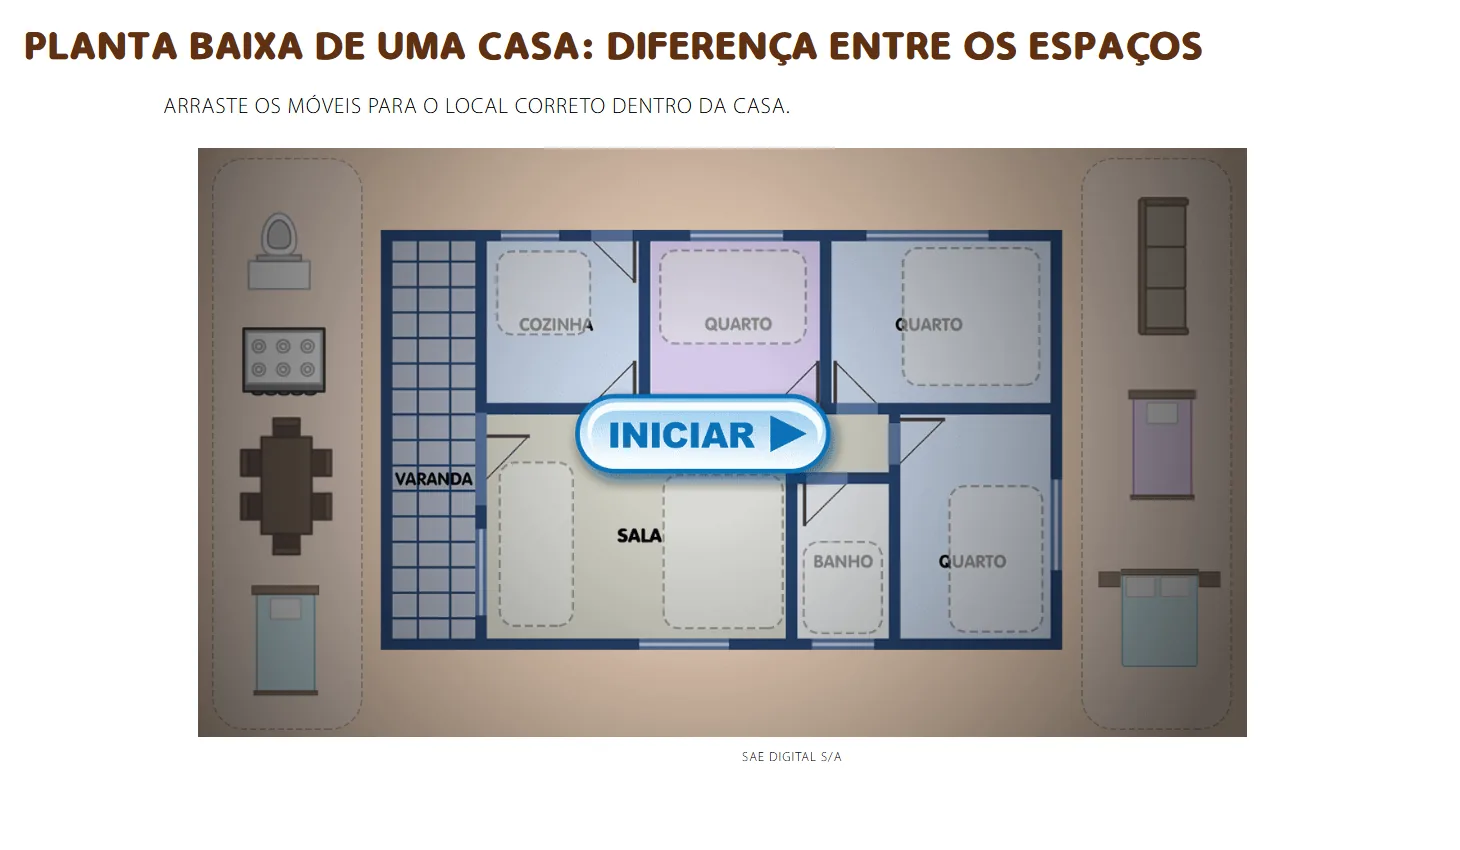 PLANTA BAIXA DE UMA CASA: DIFERENÇA ENTRE OS ESPAÇOS
ARRASTE OS MÓVEIS PARA O LOCAL CORRETO DENTRO DA CASA.
COZINHA
QUARTO
QUARTO
INICIAR
VARANDA
SALA
BANHO
QUARTO
SAE DIGITAL S/A